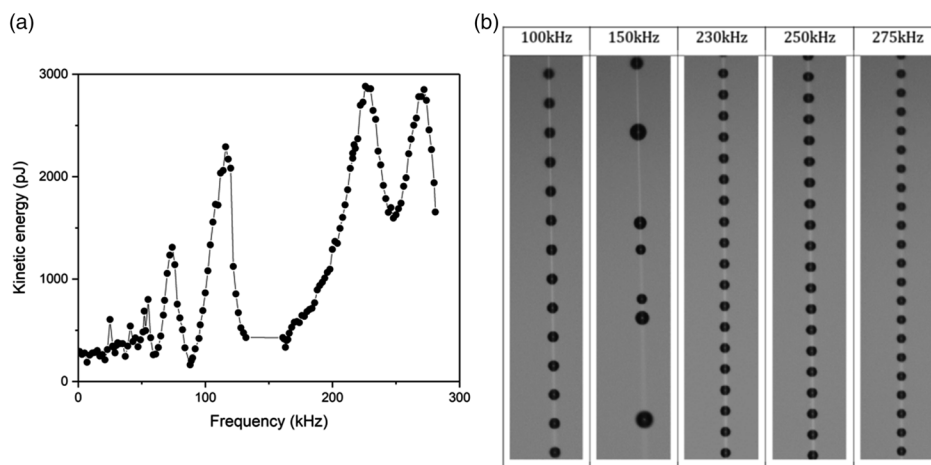 (a)
3000
2000
1000
0
0
100
200
300
Kinetic energy (pJ)
Frequency (kHz)
(b)
100kHz 150kHz 230kHz 250kHz 275kHz